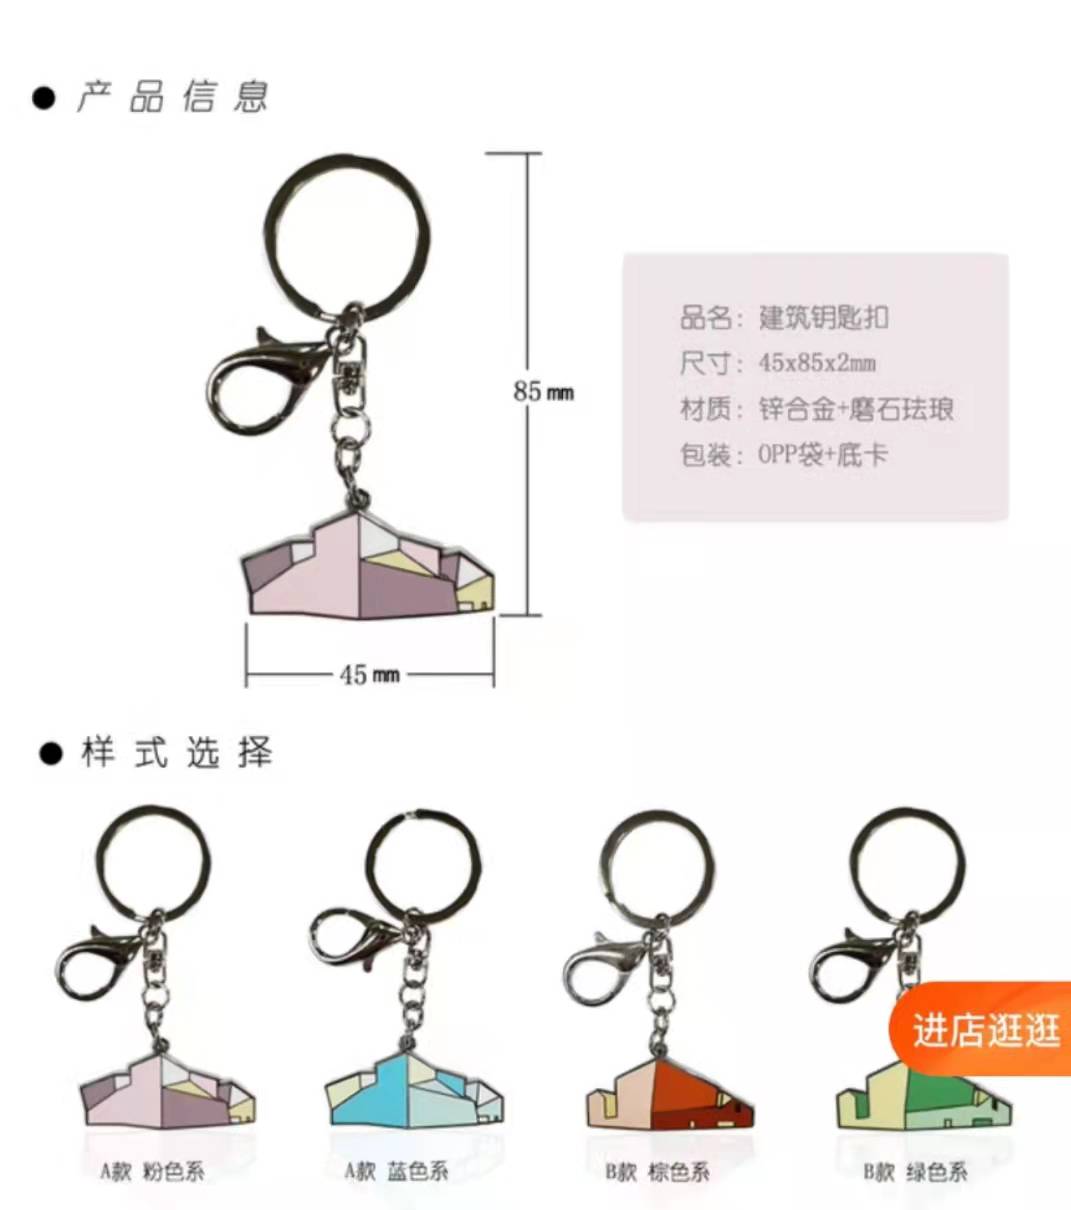 ● 产品信息
85mm
品名：建筑钥匙扣
尺寸：45x85x2mm
材质：锌合金+磨石珐琅
包装：OPP袋+底卡
45mm
● 样式选择
进店逛逛
A款 粉色系
A款 蓝色系
B款 棕色系
B款 绿色系